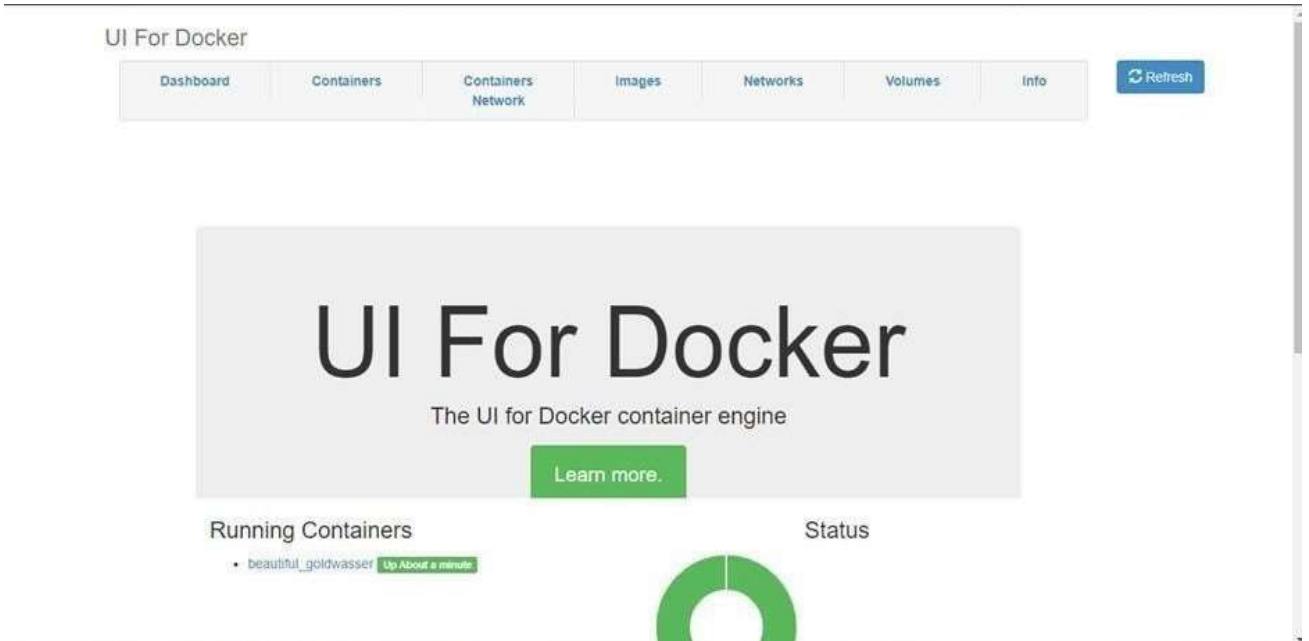 UI For Docker
Dashboard
Containers
Containers
Network
Images
Networks
Volumes
Info
Refresh
UI For Docker
The UI for Docker container engine
Learn more.
Running Containers
beautiful_goldwasser Up About a minute
Status